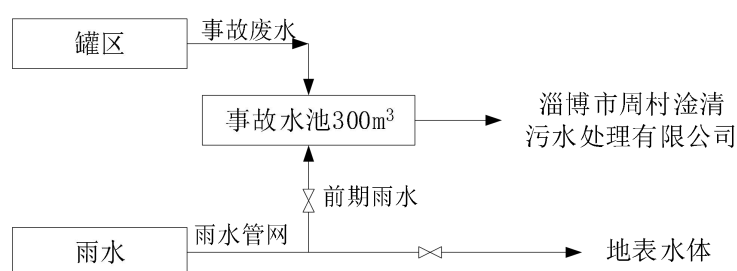 事故废水
罐区
淄博市周村淦清
事故水池300m³
污水处理有限公司
前期雨水
雨水管网
雨水
地表水体